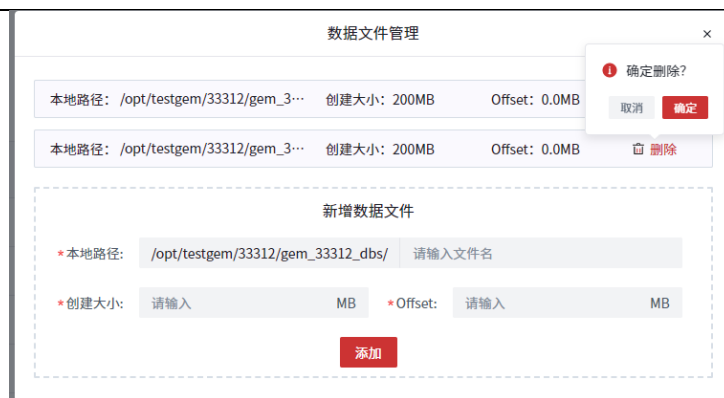 数据文件管理 ×
确定删除?
取消 确定
本地路径: /opt/testgem/33312/gem_3··· 创建大小: 200MB Offset: 0.0MB
本地路径: /opt/testgem/33312/gem_3··· 创建大小: 200MB Offset: 0.0MB 删除
新增数据文件
*本地路径: /opt/testgem/33312/gem_33312_dbs/ 请输入文件名
*创建大小: 请输入 MB *Offset: 请输入 MB
添加